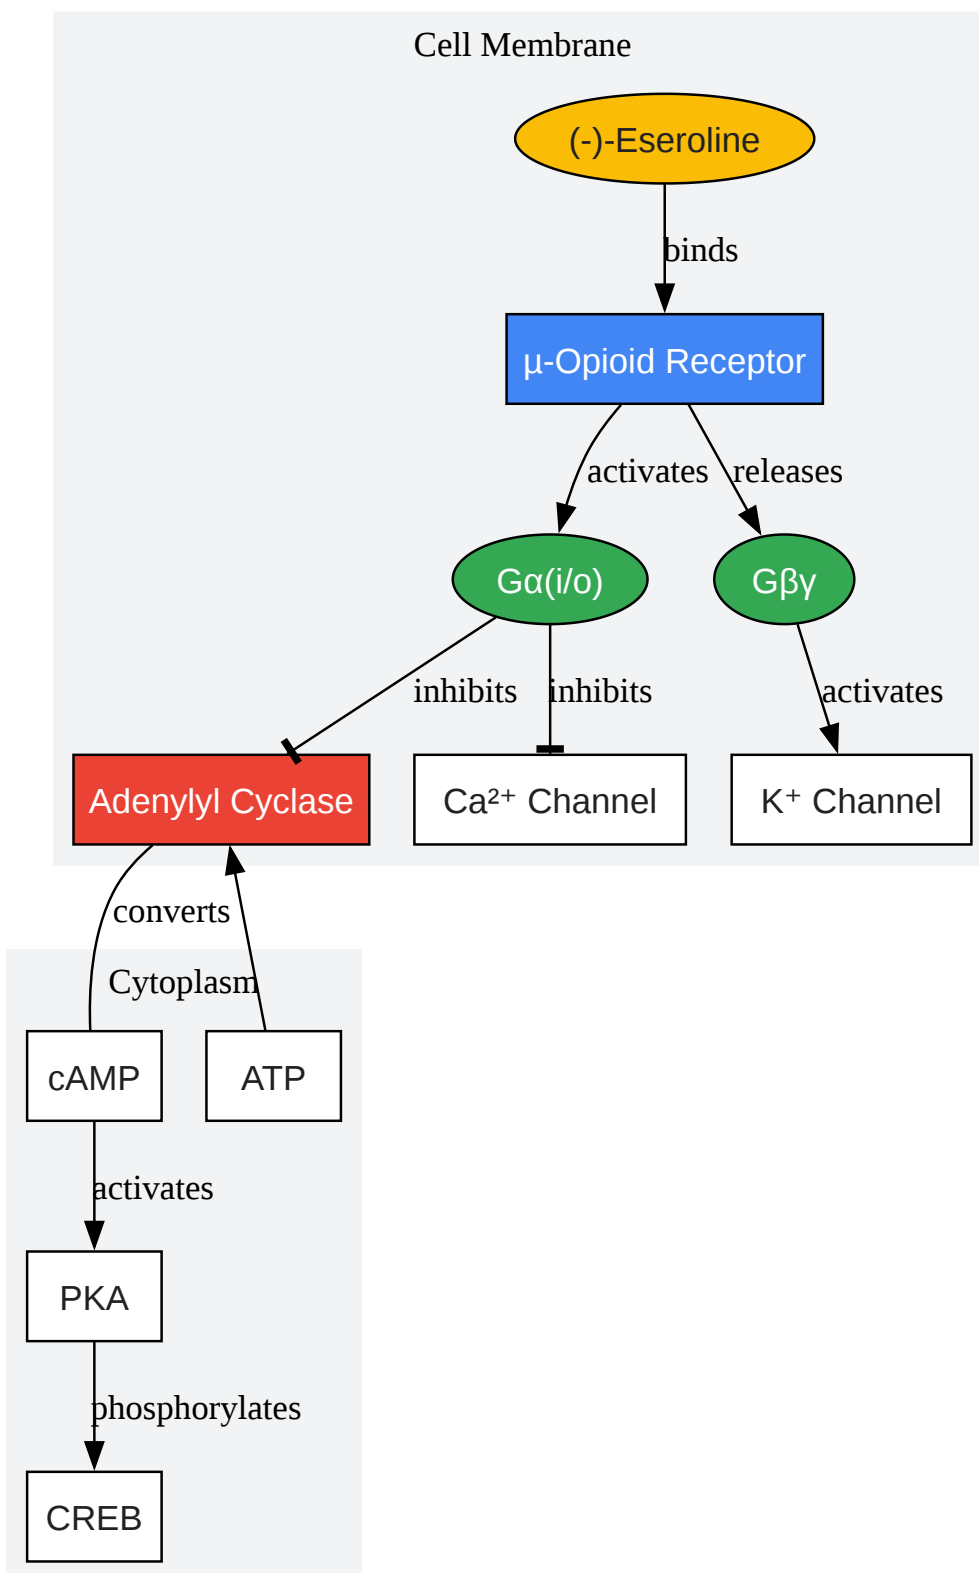 Cell Membrane
(-)-Eseroline
binds
μ-Opioid Receptor
activates
releases
Gα(i/o)
Gβγ
inhibits
inhibits
activates
Adenylyl Cyclase
Ca²⁺ Channel
K⁺ Channel
converts
Cytoplasm
cAMP
ATP
activates
PKA
phosphorylates
CREB